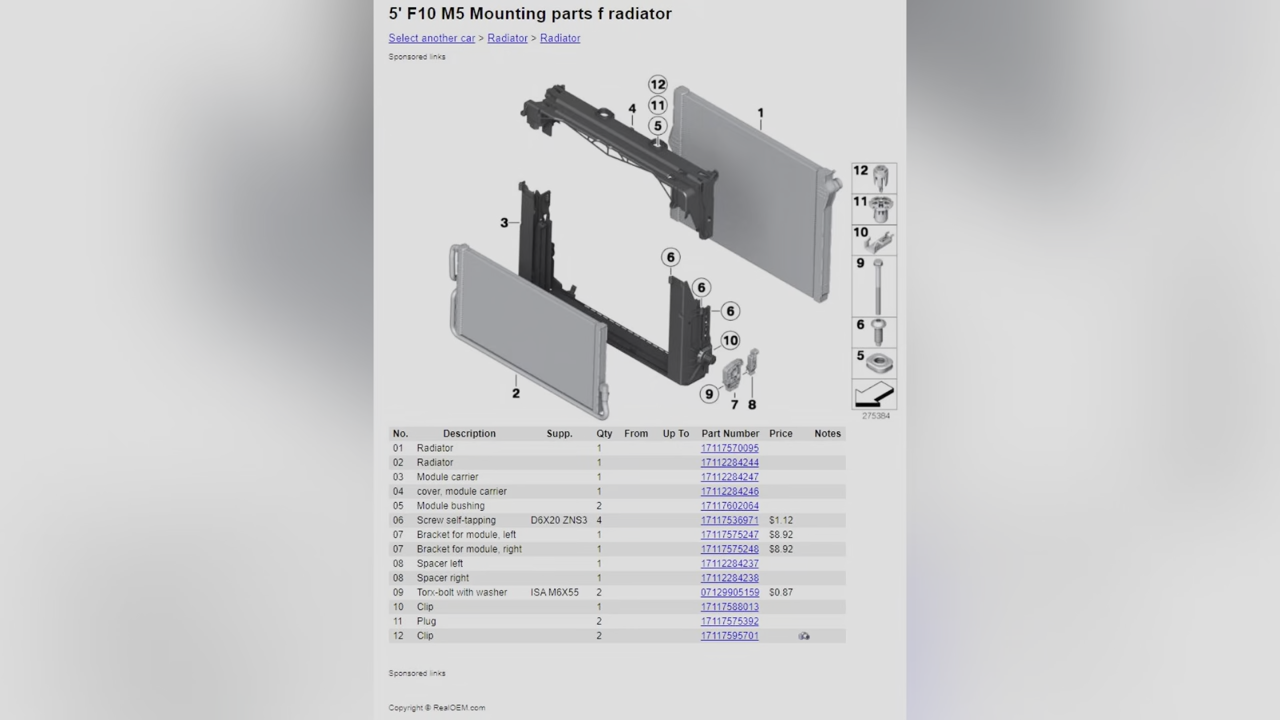 5' F10 M5 Mounting parts f radiator
Select another car > Radiator > Radiator
Sponsored links
12
11
5
4
1
3
6
6
6
10
9
7
8
2
12
11
10
9
6
5
275384
No. Description Supp. Qty From Up To Part Number Price Notes
01 Radiator 1 17117570095
02 Radiator 1 17112284244
03 Module carrier 1 17112284247
04 cover, module carrier 1 17112284246
05 Module bushing 2 17117602064
06 Screw self-tapping D6X20 ZNS3 4 17117536971 $1.12
07 Bracket for module, left 1 17117575247 $8.92
07 Bracket for module, right 1 17117575248 $8.92
08 Spacer left 1 17112284237
08 Spacer right 1 17112284238
09 Torx-bolt with washer ISA M6X55 2 07129905159 $0.87
10 Clip 1 17117588013
11 Plug 2 17117575392
12 Clip 2 17117595701
Sponsored links
Copyright © RealOEM.com